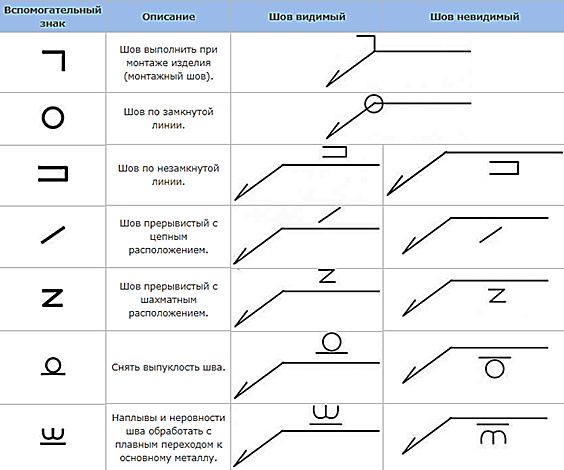 Вспомогательный знак
Описание
Шов видимый
Шов невидимый
Шов выполнить при
монтаже изделия
(монтажный шов).
Шов по замкнутой
линии.
Шов по незамкнутой
линии.
Шов прерывистый с
цепным
расположением.
Шов прерывистый с
шахматным
расположением.
Снять выпуклость шва.
Наплывы и неровности
шва обработать с
плавным переходом к
основному металлу.